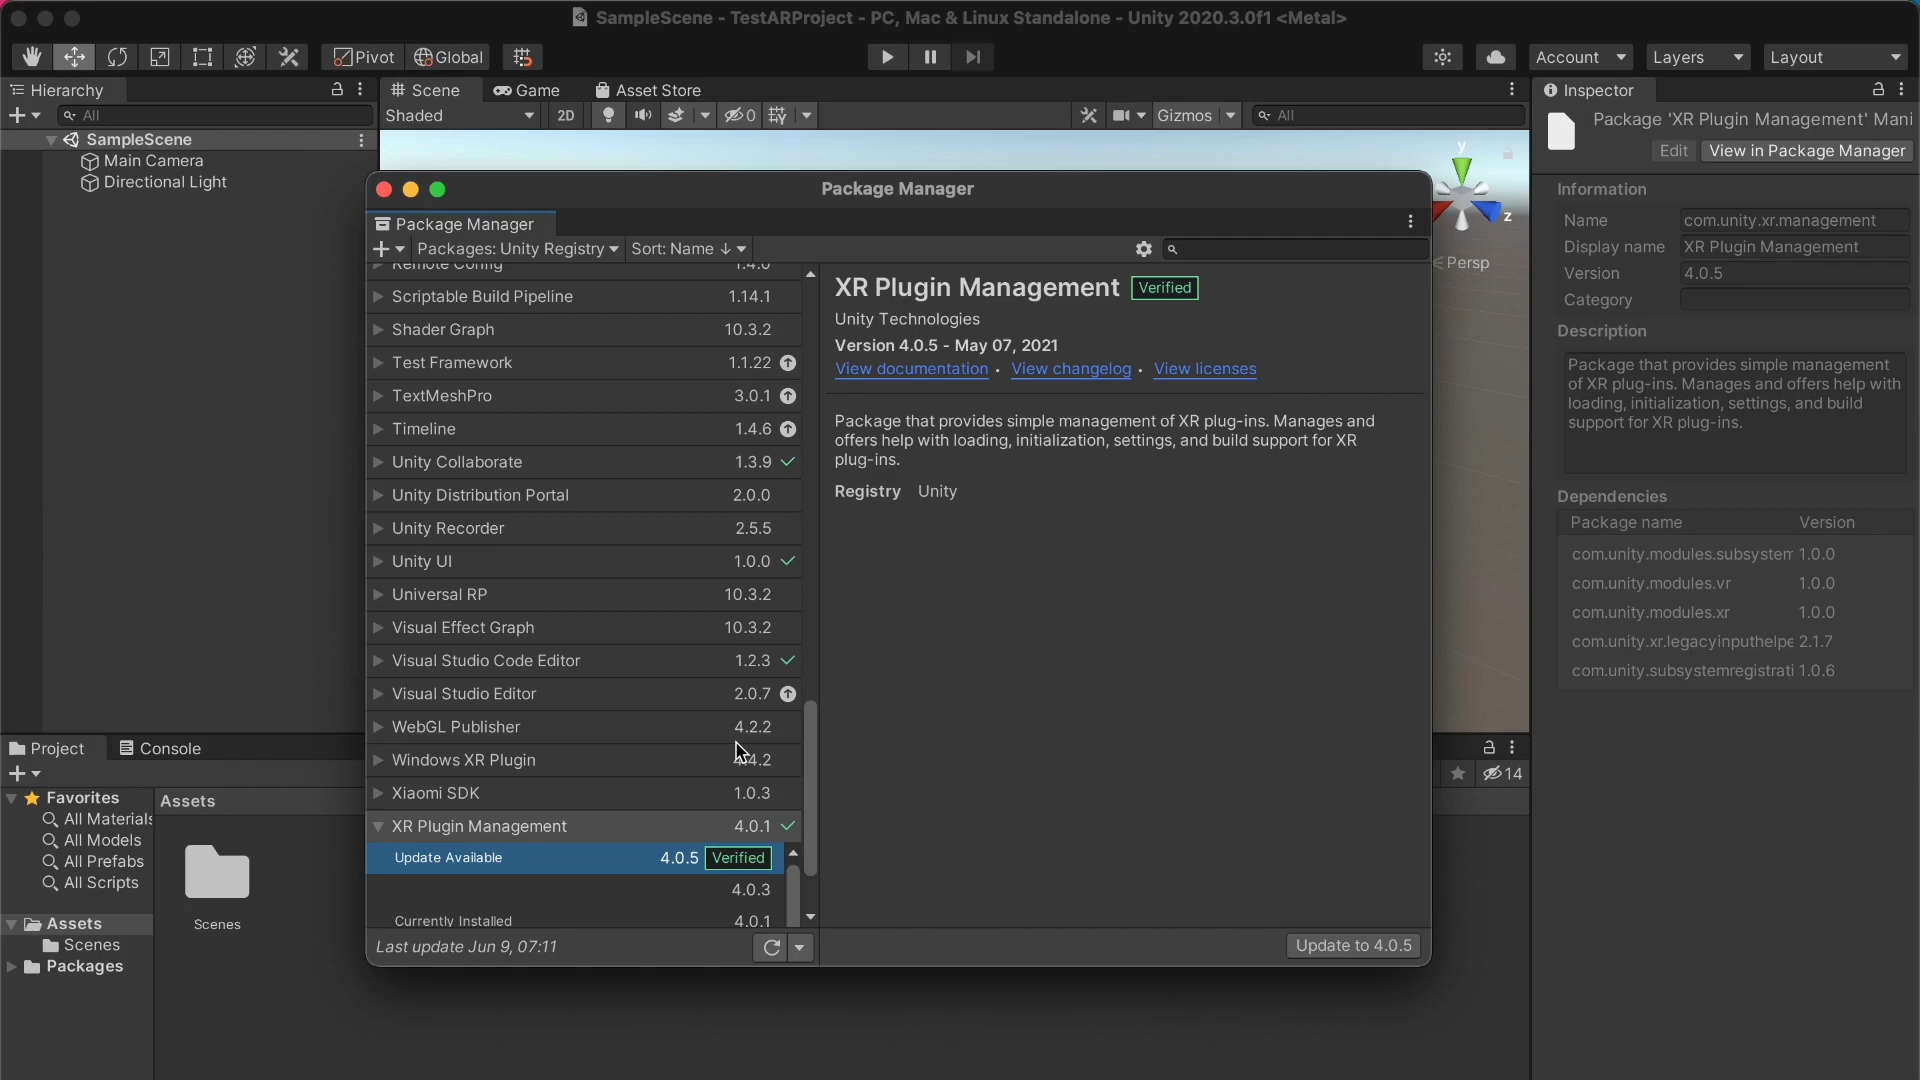 SampleScene - TestARProject - PC, Mac & Linux Standalone - Unity 2020.3.0f1 <Metal>
Pivot
Global
Account
Layers
Layout
Hierarchy
All
SampleScene
Main Camera
Directional Light
Scene
Game
Asset Store
Shaded
2D
0
Gizmos
All
y
z
Persp
Package Manager
Package Manager
Packages: Unity Registry
Sort: Name ↓
Remote Config 1.4.0
Scriptable Build Pipeline 1.14.1
Shader Graph 10.3.2
Test Framework 1.1.22
TextMeshPro 3.0.1
Timeline 1.4.6
Unity Collaborate 1.3.9
Unity Distribution Portal 2.0.0
Unity Recorder 2.5.5
Unity UI 1.0.0
Universal RP 10.3.2
Visual Effect Graph 10.3.2
Visual Studio Code Editor 1.2.3
Visual Studio Editor 2.0.7
WebGL Publisher 4.2.2
Windows XR Plugin 4.2
Xiaomi SDK 1.0.3
XR Plugin Management 4.0.1
Update Available 4.0.5 Verified
4.0.3
Currently Installed 4.0.1
Last update Jun 9, 07:11
XR Plugin Management Verified
Unity Technologies
Version 4.0.5 - May 07, 2021
View documentation • View changelog • View licenses
Package that provides simple management of XR plug-ins. Manages and
offers help with loading, initialization, settings, and build support for XR
plug-ins.
Registry Unity
Update to 4.0.5
Inspector
Package 'XR Plugin Management' Mani
Edit
View in Package Manager
Information
Name com.unity.xr.management
Display name XR Plugin Management
Version 4.0.5
Category
Description
Package that provides simple management
of XR plug-ins. Manages and offers help with
loading, initialization, settings, and build
support for XR plug-ins.
Dependencies
Package name Version
com.unity.modules.subsystem 1.0.0
com.unity.modules.vr 1.0.0
com.unity.modules.xr 1.0.0
com.unity.xr.legacyinputhelpe 2.1.7
com.unity.subsystemregistrati 1.0.6
Project
Console
14
Favorites
All Materials
All Models
All Prefabs
All Scripts
Assets
Scenes
Packages
Assets
Scenes